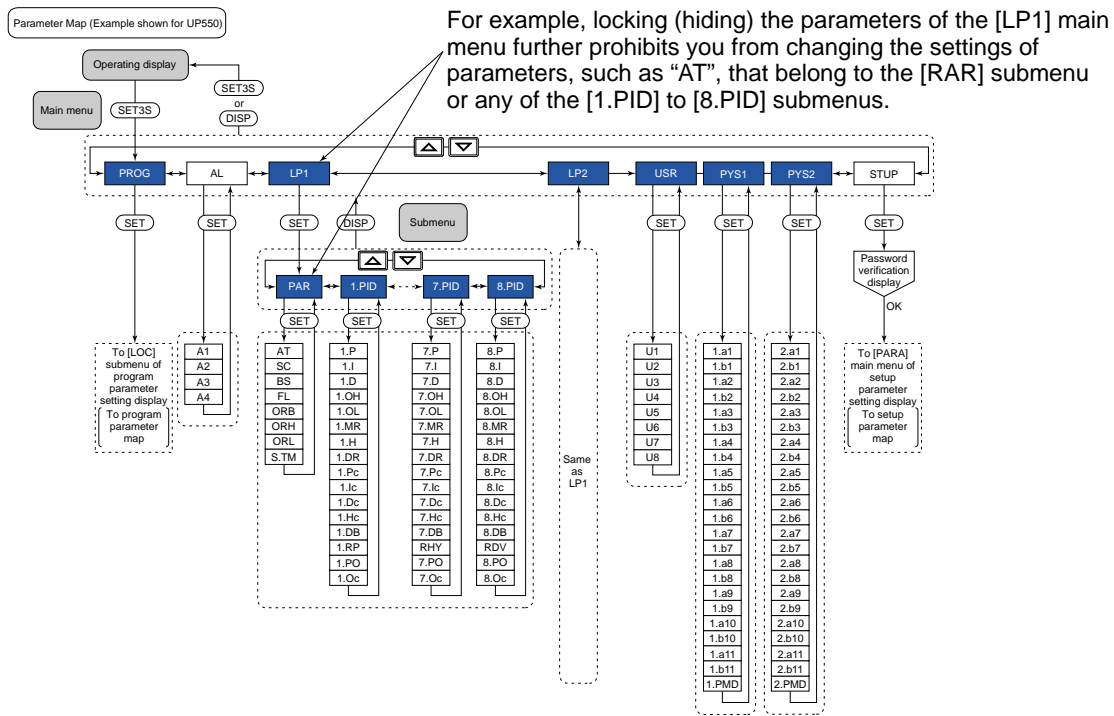 Parameter Map (Example shown for UP550)
For example, locking (hiding) the parameters of the [LP1] main
menu further prohibits you from changing the settings of
parameters, such as “AT”, that belong to the [RAR] submenu
or any of the [1.PID] to [8.PID] submenus.
Operating display
SET3S
or
DISP
Main menu
SET3S
PROG
AL
LP1
LP2
USR
PYS1
PYS2
STUP
SET
SET
SET
DISP
Submenu
SET
SET
SET
SET
Password
verification
display
OK
PAR
1.PID
7.PID
8.PID
SET
SET
SET
SET
To [LOC]
submenu of
program
parameter
setting display
To program
parameter
map
A1
A2
A3
A4
AT
SC
BS
FL
ORB
ORH
ORL
S.TM
1.P
1.I
1.D
1.OH
1.OL
1.MR
1.H
1.DR
1.Pc
1.Ic
1.Dc
1.Hc
1.DB
1.RP
1.PO
1.Oc
7.P
7.I
7.D
7.OH
7.OL
7.MR
7.H
7.DR
7.Pc
7.Ic
7.Dc
7.Hc
7.DB
RHY
7.PO
7.Oc
8.P
8.I
8.D
8.OH
8.OL
8.MR
8.H
8.DR
8.Pc
8.Ic
8.Dc
8.Hc
8.DB
RDV
8.PO
8.Oc
Same
as
LP1
U1
U2
U3
U4
U5
U6
U7
U8
1.a1
1.b1
1.a2
1.b2
1.a3
1.b3
1.a4
1.b4
1.a5
1.b5
1.a6
1.b6
1.a7
1.b7
1.a8
1.b8
1.a9
1.b9
1.a10
1.b10
1.a11
1.b11
1.PMD
2.a1
2.b1
2.a2
2.b2
2.a3
2.b3
2.a4
2.b4
2.a5
2.b5
2.a6
2.b6
2.a7
2.b7
2.a8
2.b8
2.a9
2.b9
2.a10
2.b10
2.a11
2.b11
2.PMD
To [PARA]
main menu of
setup
parameter
setting display
To setup
parameter
map